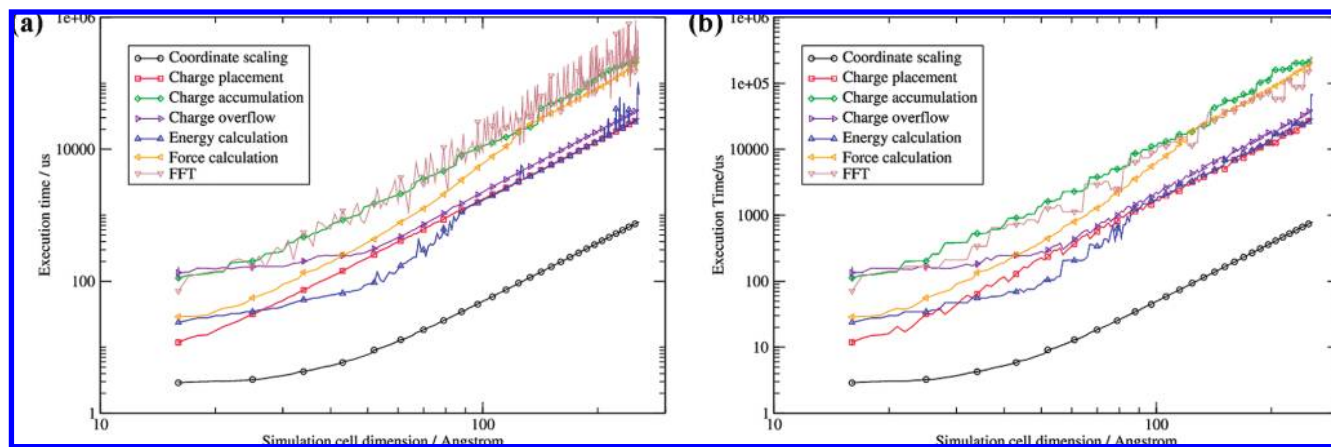 (a)
1e+06
10000
100
1
Execution time / us
Coordinate scaling
Charge placement
Charge accumulation
Charge overflow
Energy calculation
Force calculation
FFT
10
100
Simulation cell dimension / Angstrom
(b)
1e+06
1e+05
10000
1000
100
10
1
Execution Time/us
Coordinate scaling
Charge placement
Charge accumulation
Charge overflow
Energy calculation
Force calculation
FFT
10
100
Simulation cell dimension / Angstrom